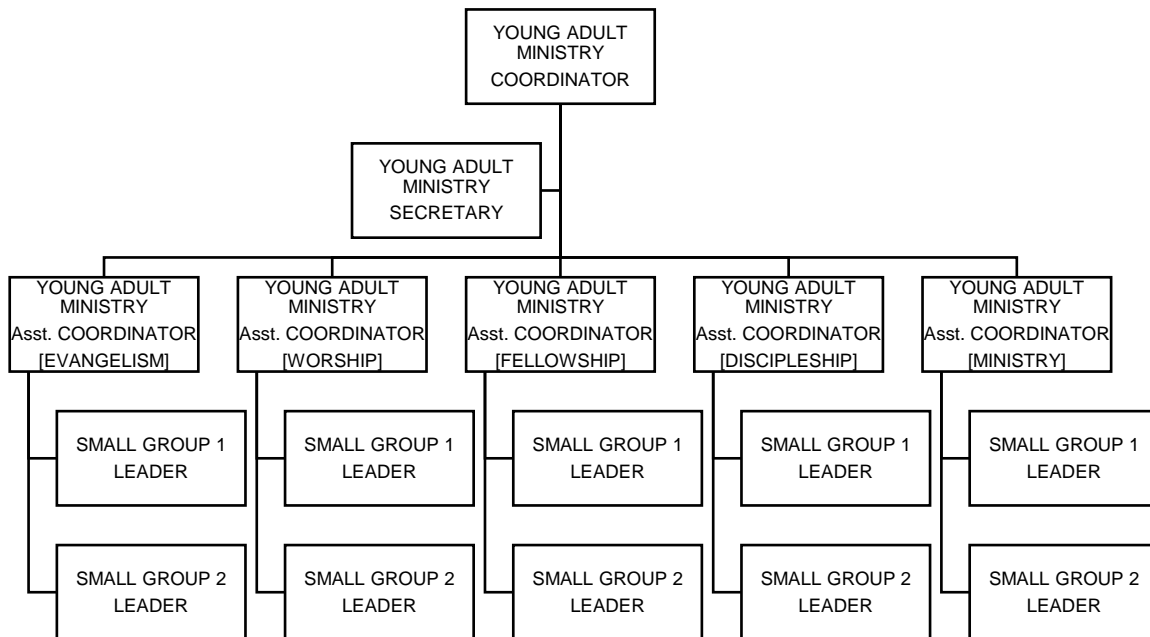 YOUNG ADULT
MINISTRY
COORDINATOR
YOUNG ADULT
MINISTRY
SECRETARY
YOUNG ADULT
MINISTRY
Asst. COORDINATOR
[EVANGELISM]
YOUNG ADULT
MINISTRY
Asst. COORDINATOR
[WORSHIP]
YOUNG ADULT
MINISTRY
Asst. COORDINATOR
[FELLOWSHIP]
YOUNG ADULT
MINISTRY
Asst. COORDINATOR
[DISCIPLESHIP]
YOUNG ADULT
MINISTRY
Asst. COORDINATOR
[MINISTRY]
SMALL GROUP 1
LEADER
SMALL GROUP 1
LEADER
SMALL GROUP 1
LEADER
SMALL GROUP 1
LEADER
SMALL GROUP 1
LEADER
SMALL GROUP 2
LEADER
SMALL GROUP 2
LEADER
SMALL GROUP 2
LEADER
SMALL GROUP 2
LEADER
SMALL GROUP 2
LEADER